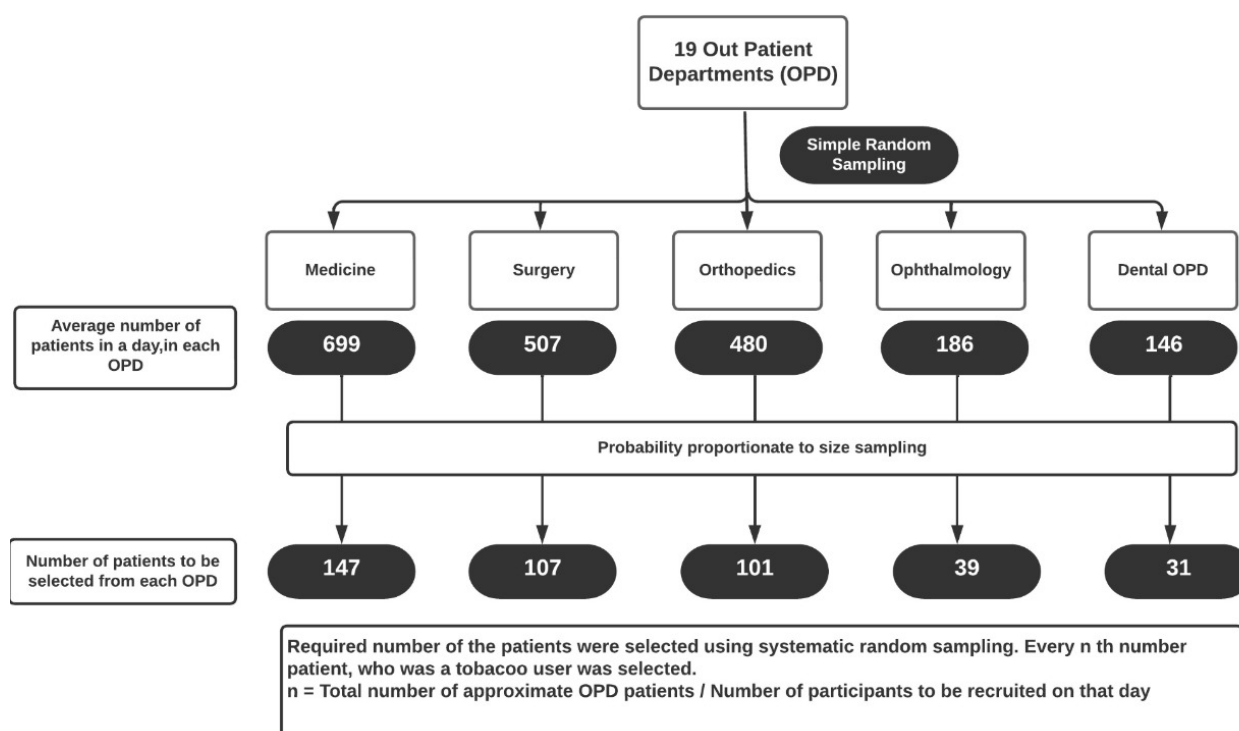 19 Out Patient
Departments (OPD)
Simple Random
Sampling
Medicine
Surgery
Orthopedics
Ophthalmology
Dental OPD
Average number of
patients in a day,in each
OPD
699
507
480
186
146
Probability proportionate to size sampling
Number of patients to be
selected from each OPD
147
107
101
39
31
Required number of the patients were selected using systematic random sampling. Every n th number
patient, who was a tobacoo user was selected.
n = Total number of approximate OPD patients / Number of participants to be recruited on that day